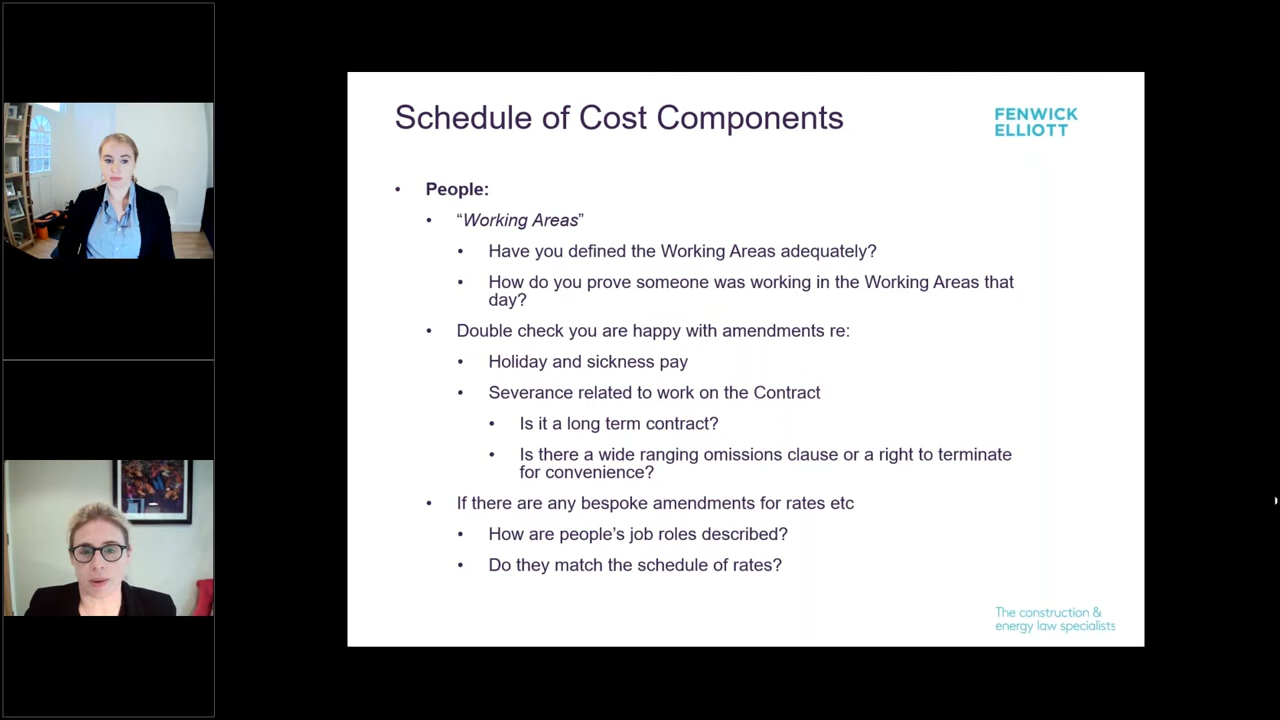 Schedule of Cost Components
FENWICK
ELLIOTT
• People:
• “Working Areas”
• Have you defined the Working Areas adequately?
• How do you prove someone was working in the Working Areas that
day?
• Double check you are happy with amendments re:
• Holiday and sickness pay
• Severance related to work on the Contract
• Is it a long term contract?
• Is there a wide ranging omissions clause or a right to terminate
for convenience?
• If there are any bespoke amendments for rates etc
• How are people’s job roles described?
• Do they match the schedule of rates?
The construction &
energy law specialists